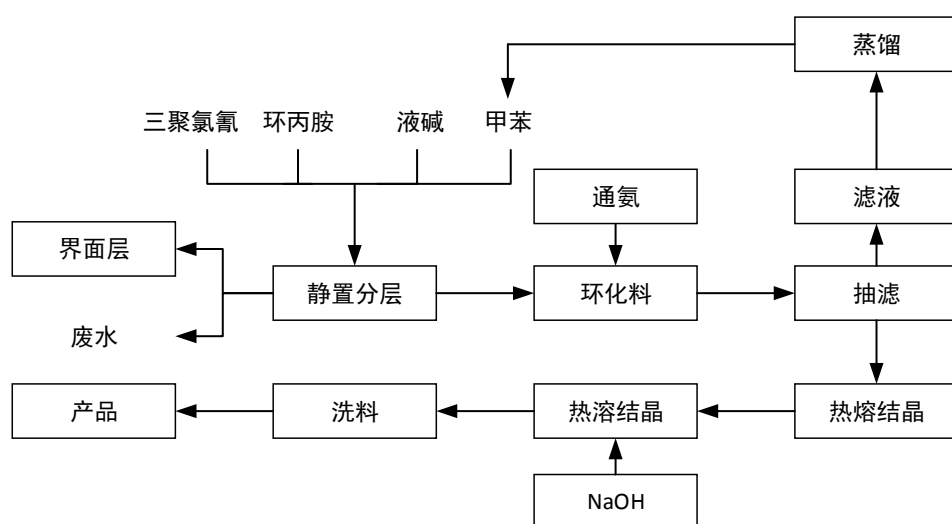 蒸馏
三聚氯氰 环丙胺 液碱 甲苯
通氨 滤液
界面层
静置分层 环化料 抽滤
废水
产品 洗料 热溶结晶 热熔结晶
NaOH